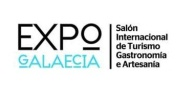 EXPO
GALAECIA
Salón
Internacional
de Turismo
Gastronomía
e Artesanía